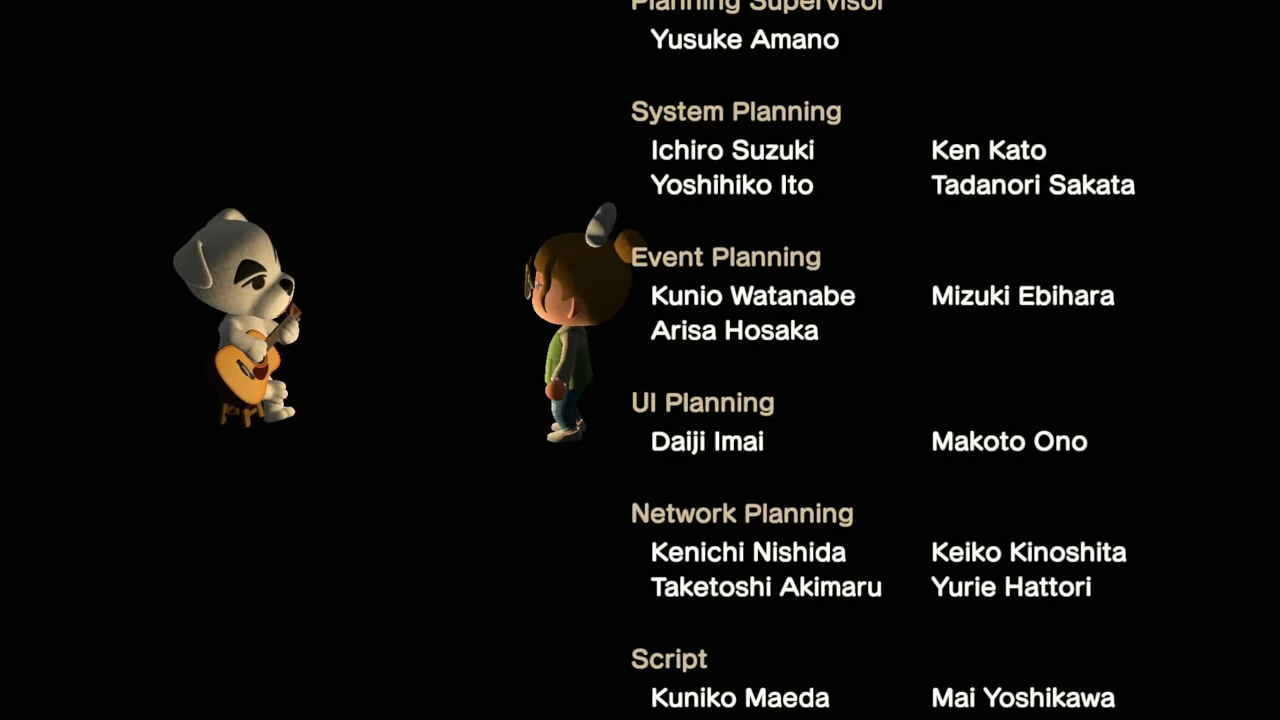 Planning Supervisor
Yusuke Amano
System Planning
Ichiro Suzuki Ken Kato
Yoshihiko Ito Tadanori Sakata
Event Planning
Kunio Watanabe Mizuki Ebihara
Arisa Hosaka
UI Planning
Daiji Imai Makoto Ono
Network Planning
Kenichi Nishida Keiko Kinoshita
Taketoshi Akimaru Yurie Hattori
Script
Kuniko Maeda Mai Yoshikawa